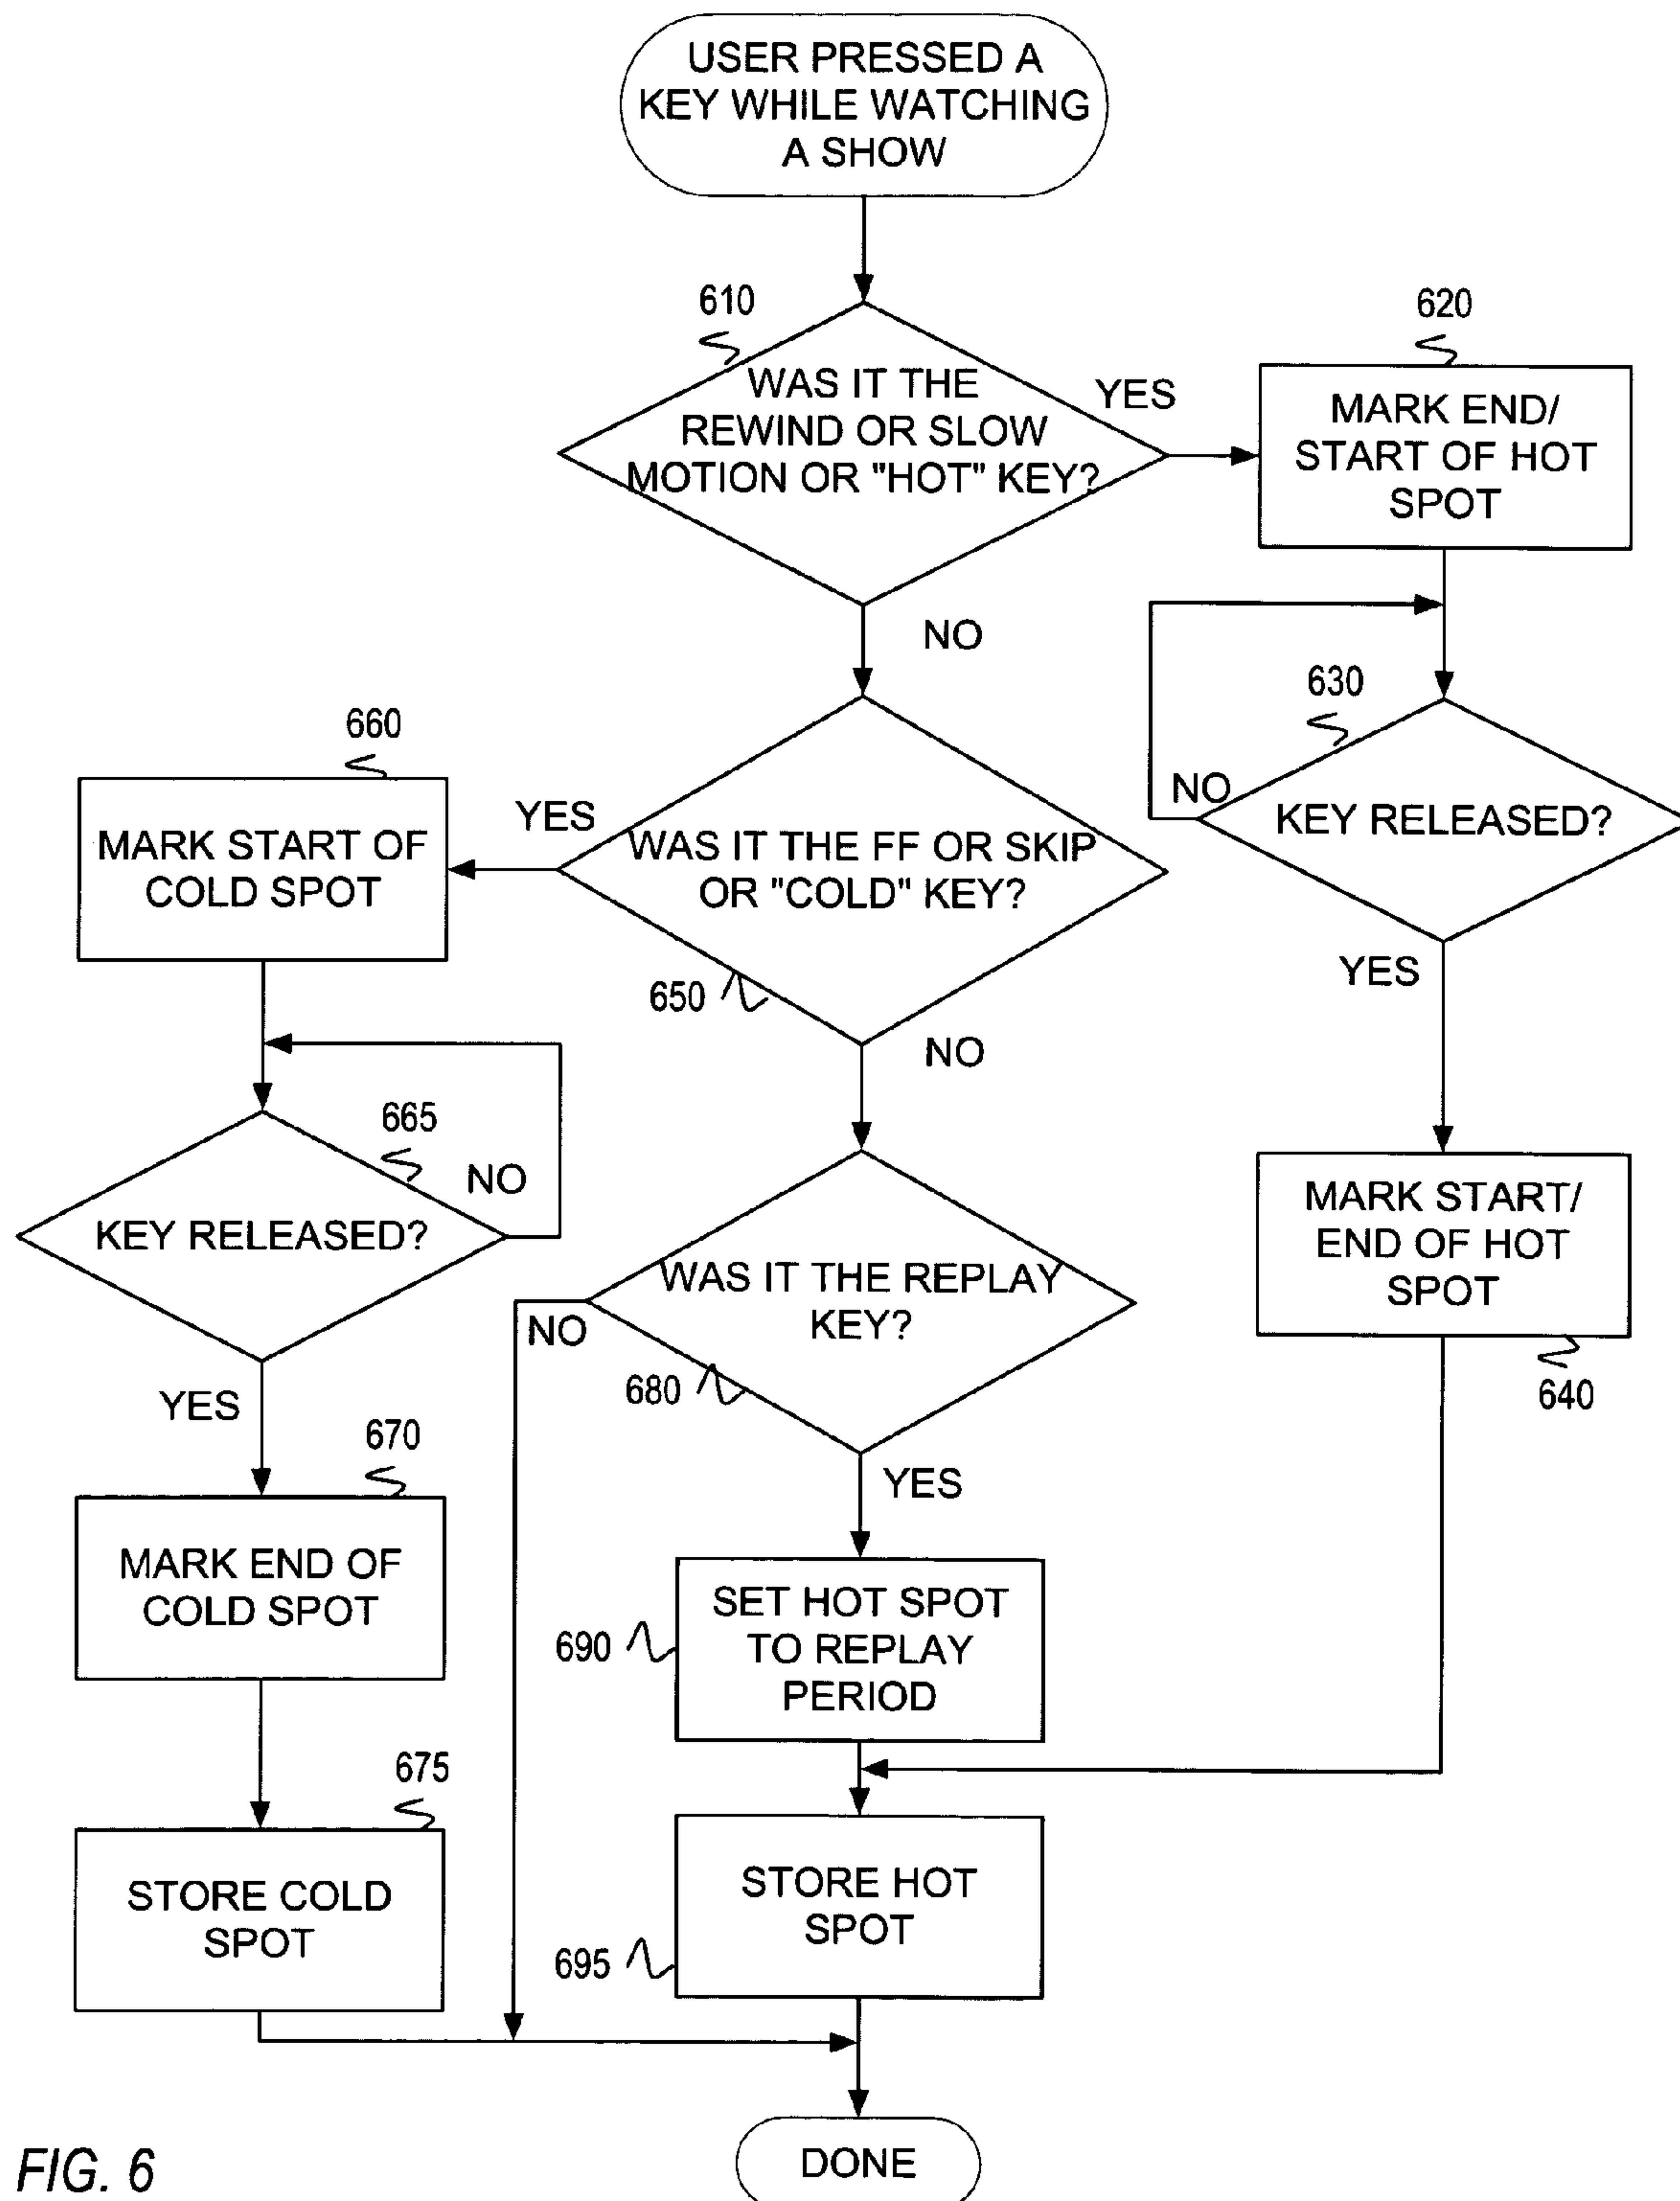 USER PRESSED A
KEY WHILE WATCHING
A SHOW
610
WAS IT THE
REWIND OR SLOW
MOTION OR "HOT" KEY?
YES
620
MARK END/
START OF HOT
SPOT
NO
630
NO
KEY RELEASED?
YES
660
MARK START OF
COLD SPOT
YES
WAS IT THE FF OR SKIP
OR "COLD" KEY?
650
NO
665
NO
KEY RELEASED?
YES
MARK START/
END OF HOT
SPOT
640
WAS IT THE REPLAY
KEY?
NO
680
YES
670
MARK END OF
COLD SPOT
SET HOT SPOT
TO REPLAY
PERIOD
690
675
STORE COLD
SPOT
STORE HOT
SPOT
695
DONE
FIG. 6